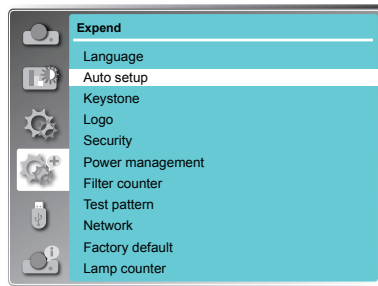 Expend
Language
Auto setup
Keystone
Logo
Security
Power management
Filter counter
Test pattern
Network
Factory default
Lamp counter